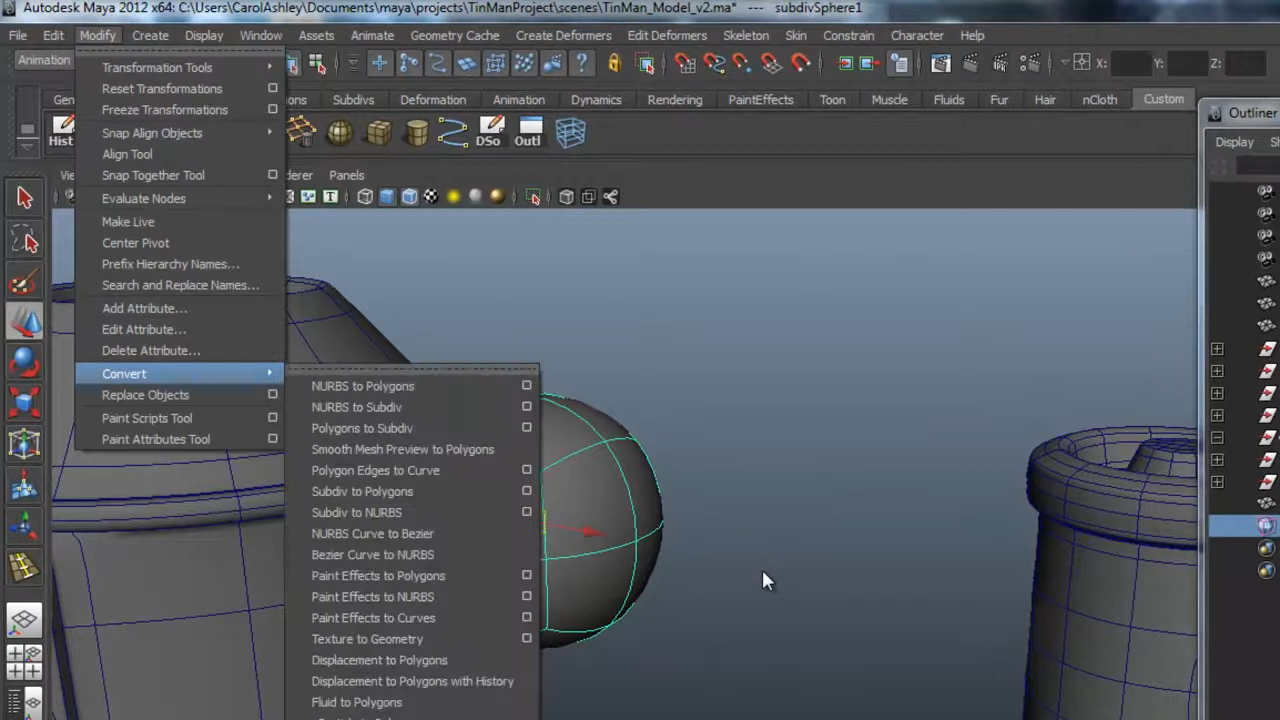 Autodesk Maya 2012 x64: C:\Users\CarolAshley\Documents\maya\projects\TinManProject\scenes\TinMan_Model_v2.ma* --- subdivSphere1
File Edit Modify Create Display Window Assets Animate Geometry Cache Create Deformers Edit Deformers Skeleton Skin Constrain Character Help
Animation X: Y: Z:
Gen Subdivs Deformation Animation Dynamics Rendering PaintEffects Toon Muscle Fluids Fur Hair nCloth Custom
Outliner
Hist DSo Outl
Display
Panels
Transformation Tools
Reset Transformations
Freeze Transformations
Snap Align Objects
Align Tool
Snap Together Tool
Evaluate Nodes
Make Live
Center Pivot
Prefix Hierarchy Names...
Search and Replace Names...
Add Attribute...
Edit Attribute...
Delete Attribute...
Convert
Replace Objects
Paint Scripts Tool
Paint Attributes Tool
NURBS to Polygons
NURBS to Subdiv
Polygons to Subdiv
Smooth Mesh Preview to Polygons
Polygon Edges to Curve
Subdiv to Polygons
Subdiv to NURBS
NURBS Curve to Bezier
Bezier Curve to NURBS
Paint Effects to Polygons
Paint Effects to NURBS
Paint Effects to Curves
Texture to Geometry
Displacement to Polygons
Displacement to Polygons with History
Fluid to Polygons